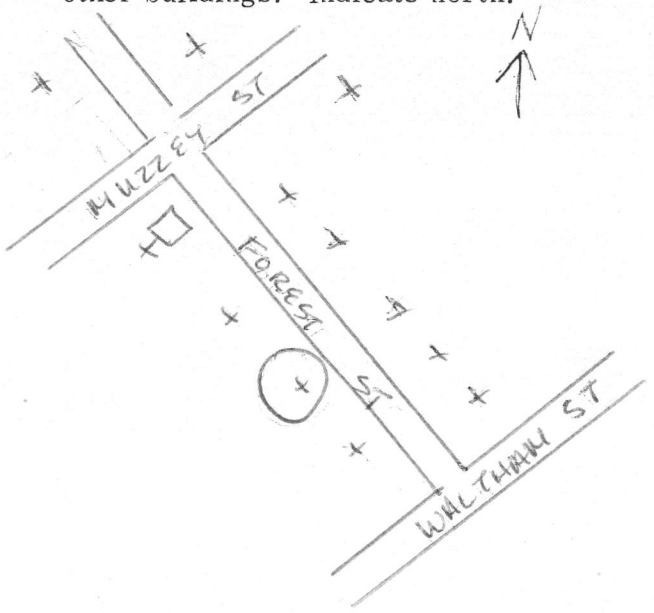 other buildings. Indicate north.
N
MUZZEY ST
FOREST ST
WALTHAM ST